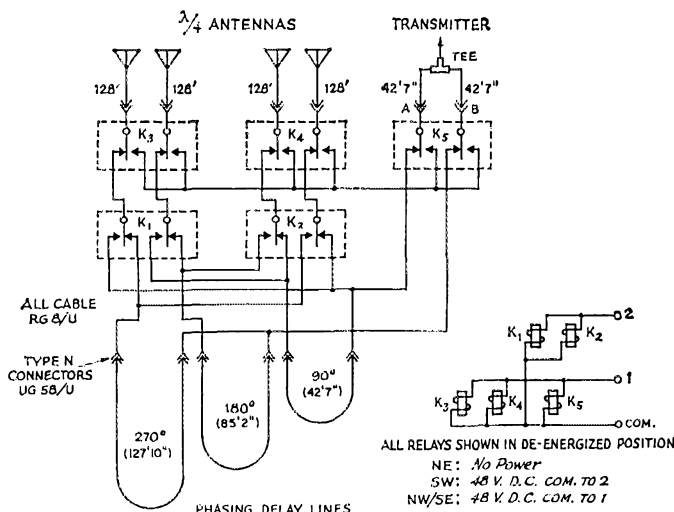 λ/4 ANTENNAS
TRANSMITTER
TEE
128'
128'
128'
128'
42'7"
42'7"
A
B
K3
K4
K5
K1
K2
ALL CABLE
RG 8/U
TYPE N
CONNECTORS
UG 58/U
90°
(42'7")
180°
(85'2")
270°
(127'10")
PHASING DELAY LINES
K1
K2
2
K3
K4
K5
1
COM.
ALL RELAYS SHOWN IN DE-ENERGIZED POSITION
NE: No Power
SW: 48 V. D.C. COM. TO 2
NW/SE: 48 V. D.C. COM. TO 1